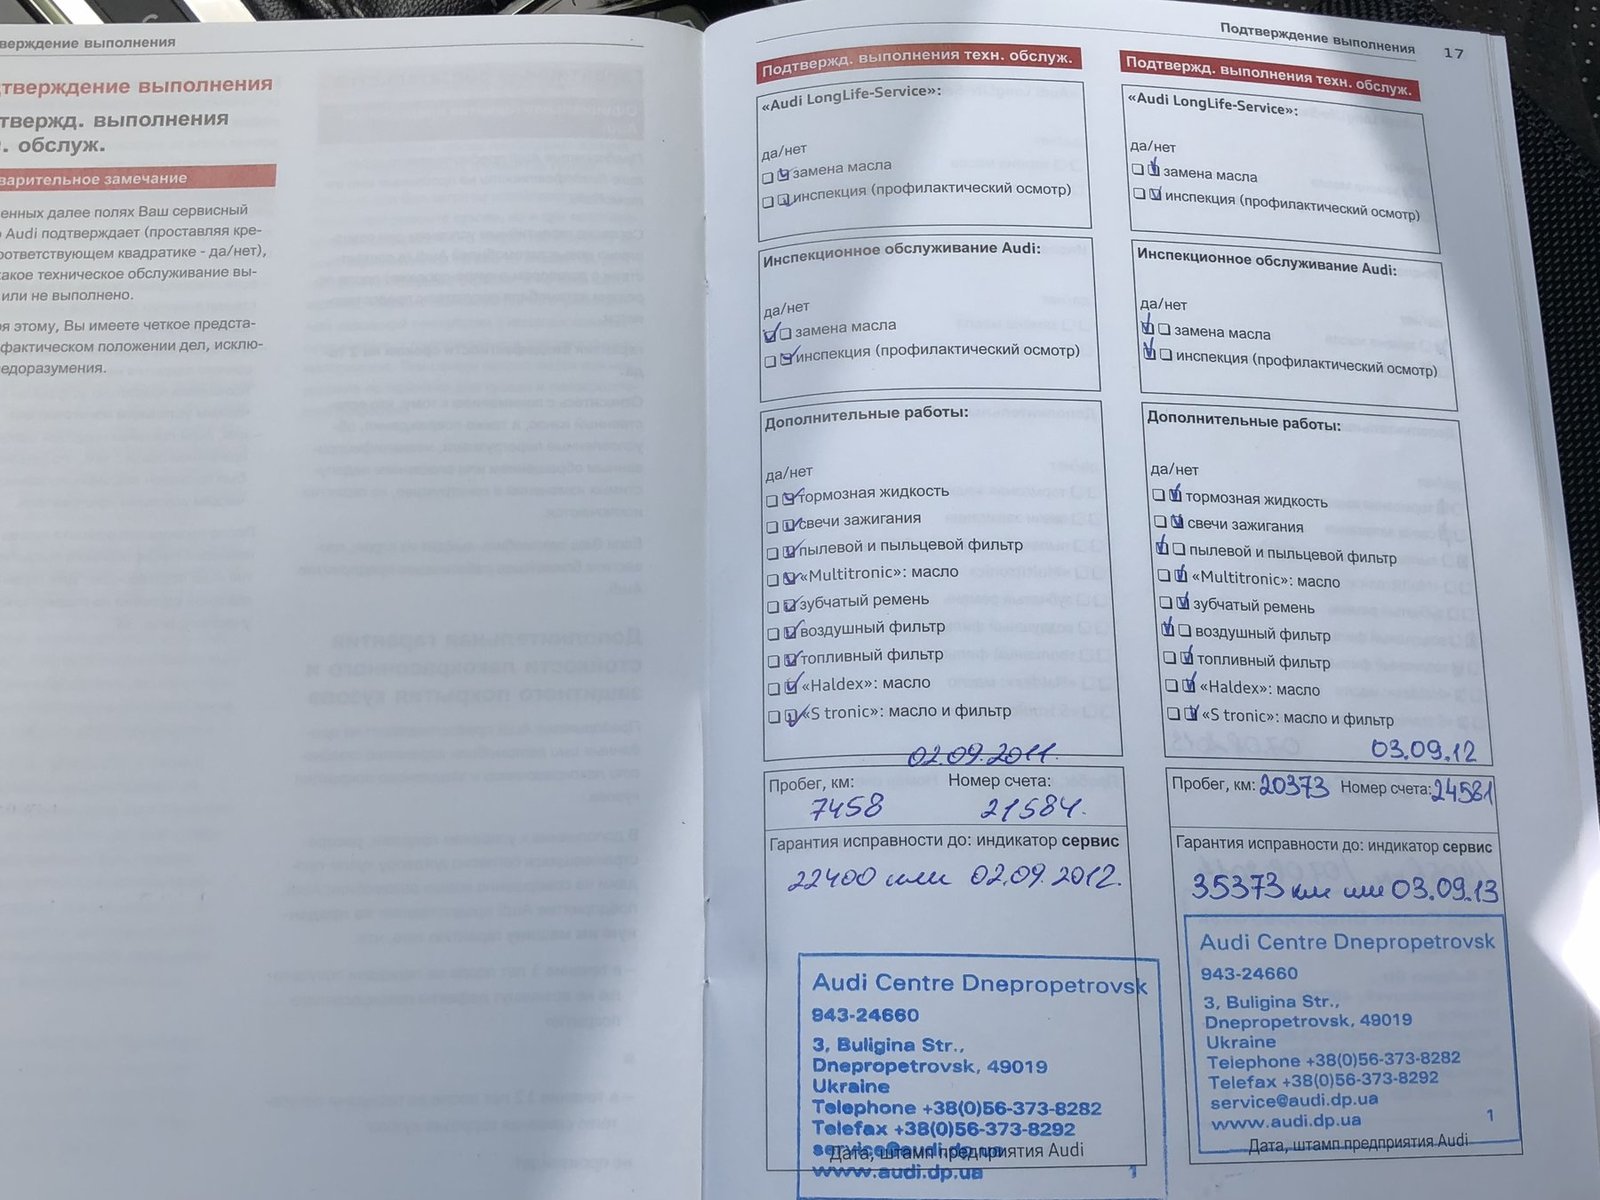 верждение выполнения
тверждение выполнения
твержд. выполнения
. обслуж.
варительное замечание
енных далее полях Ваш сервисный
Audi подтверждает (проставляя кре-
оответствующем квадратике - да/нет),
какое техническое обслуживание вы-
или не выполнено.
я этому, Вы имеете четкое предста-
фактическом положении дел, исклю-
едоразумения.
Подтверждение выполнения 17
Подтвержд. выполнения техн. обслуж.
«Audi LongLife-Service»:
да/нет
замена масла
инспекция (профилактический осмотр)
Инспекционное обслуживание Audi:
да/нет
замена масла
инспекция (профилактический осмотр)
Дополнительные работы:
да/нет
тормозная жидкость
свечи зажигания
пылевой и пыльцевой фильтр
«Multitronic»: масло
зубчатый ремень
воздушный фильтр
топливный фильтр
«Haldex»: масло
«S tronic»: масло и фильтр
02.09.2011.
Пробег, км: Номер счета:
7458 21584.
Гарантия исправности до: индикатор сервис
22400 или 02.09.2012.
Audi Centre Dnepropetrovsk
943-24660
3, Buligina Str.,
Dnepropetrovsk, 49019
Ukraine
Telephone +38(0)56-373-8282
Telefax +38(0)56-373-8292
service@audi.dp.ua
Дата, штамп предприятия Audi
www.audi.dp.ua 1
Подтвержд. выполнения техн. обслуж.
«Audi LongLife-Service»:
да/нет
замена масла
инспекция (профилактический осмотр)
Инспекционное обслуживание Audi:
да/нет
замена масла
инспекция (профилактический осмотр)
Дополнительные работы:
да/нет
тормозная жидкость
свечи зажигания
пылевой и пыльцевой фильтр
«Multitronic»: масло
зубчатый ремень
воздушный фильтр
топливный фильтр
«Haldex»: масло
«S tronic»: масло и фильтр
03.09.12
Пробег, км: 20373 Номер счета: 24581
Гарантия исправности до: индикатор сервис
35373 км или 03.09.13
Audi Centre Dnepropetrovsk
943-24660
3, Buligina Str.,
Dnepropetrovsk, 49019
Ukraine
Telephone +38(0)56-373-8282
Telefax +38(0)56-373-8292
service@audi.dp.ua
www.audi.dp.ua 1
Дата, штамп предприятия Audi